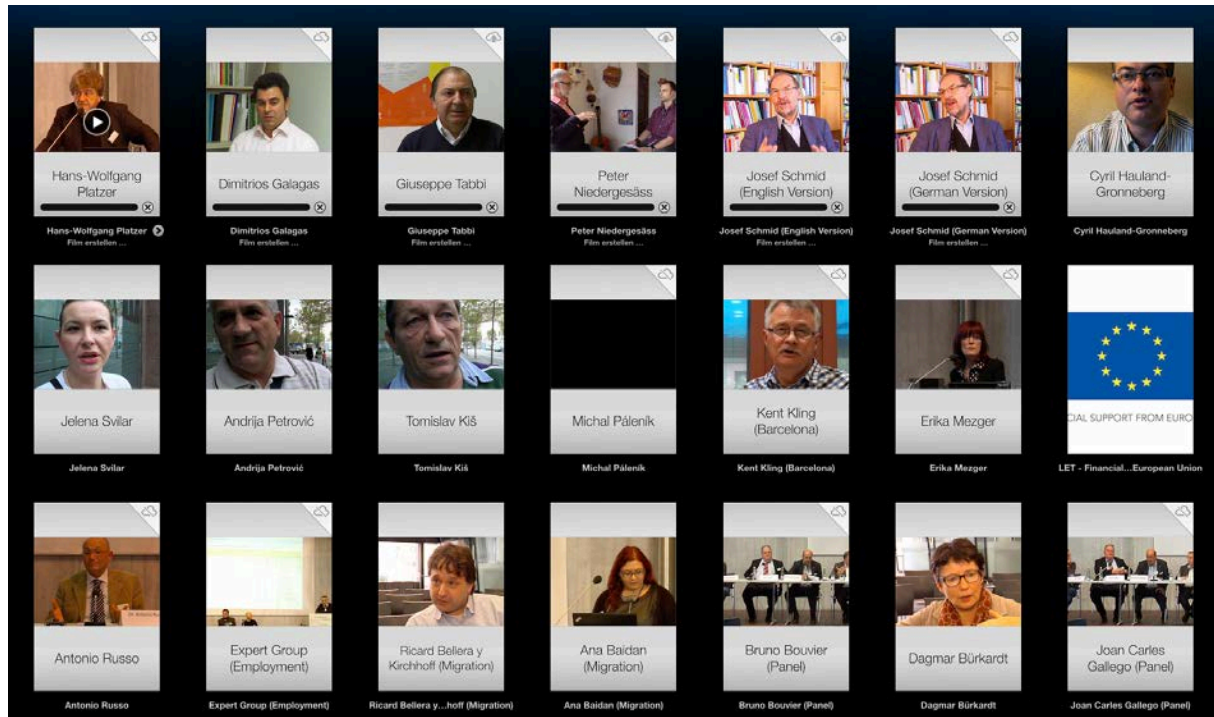 Hans-Wolfgang
Platzer
Dimitrios Galagas
Giuseppe Tabbì
Peter
Niedergesäss
Josef Schmid
(English Version)
Josef Schmid
(German Version)
Cyril Hauland-
Gronneberg
Hans-Wolfgang Platzer
Film erstellen ...
Dimitrios Galagas
Film erstellen ...
Giuseppe Tabbì
Film erstellen ...
Peter Niedergesäss
Film erstellen ...
Josef Schmid (English Version)
Film erstellen ...
Josef Schmid (German Version)
Film erstellen ...
Cyril Hauland-Gronneberg
Jelena Svilar
Andrija Petrović
Tomislav Kiš
Michal Páleník
Kent Kling
(Barcelona)
Erika Mezger
CIAL SUPPORT FROM EURO
Jelena Svilar
Andrija Petrović
Tomislav Kiš
Michal Páleník
Kent Kling (Barcelona)
Erika Mezger
LET - Financial...European Union
Antonio Russo
Expert Group
(Employment)
Ricard Bellera y
Kirchhoff (Migration)
Ana Baidan
(Migration)
Bruno Bouvier
(Panel)
Dagmar Bürkardt
Joan Carles
Gallego (Panel)
Antonio Russo
Expert Group (Employment)
Ricard Bellera y...hoff (Migration)
Ana Baidan (Migration)
Bruno Bouvier (Panel)
Dagmar Bürkardt
Joan Carles Gallego (Panel)